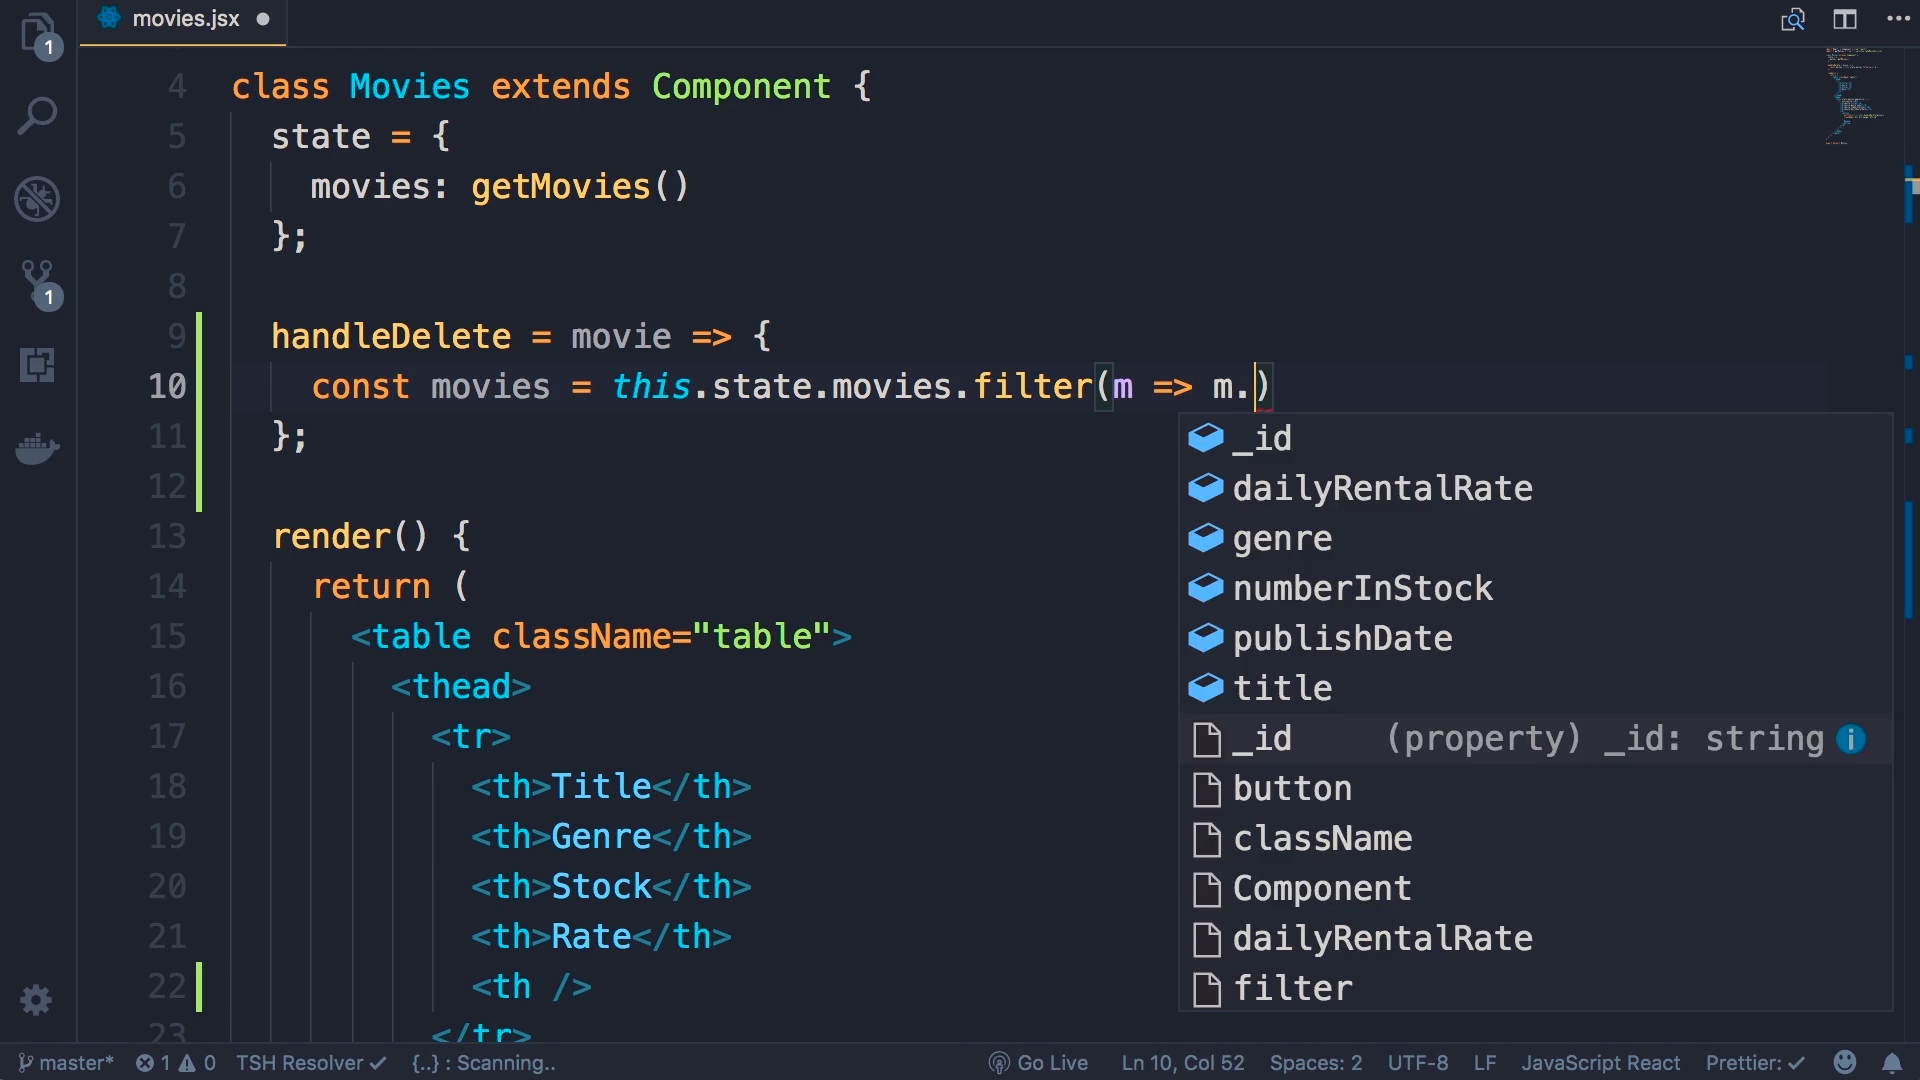 movies.jsx
1
4 class Movies extends Component {
5 state = {
6 movies: getMovies()
7 };
8
1
9 handleDelete = movie => {
10 const movies = this.state.movies.filter(m => m.)
11 };
12
13 render() {
14 return (
15 <table className="table">
16 <thead>
17 <tr>
18 <th>Title</th>
19 <th>Genre</th>
20 <th>Stock</th>
21 <th>Rate</th>
22 <th />
23 </tr>
_id
dailyRentalRate
genre
numberInStock
publishDate
title
_id (property) _id: string
button
className
Component
dailyRentalRate
filter
master* 1 0 TSH Resolver ✓ {..} : Scanning.. Go Live Ln 10, Col 52 Spaces: 2 UTF-8 LF JavaScript React Prettier: ✓